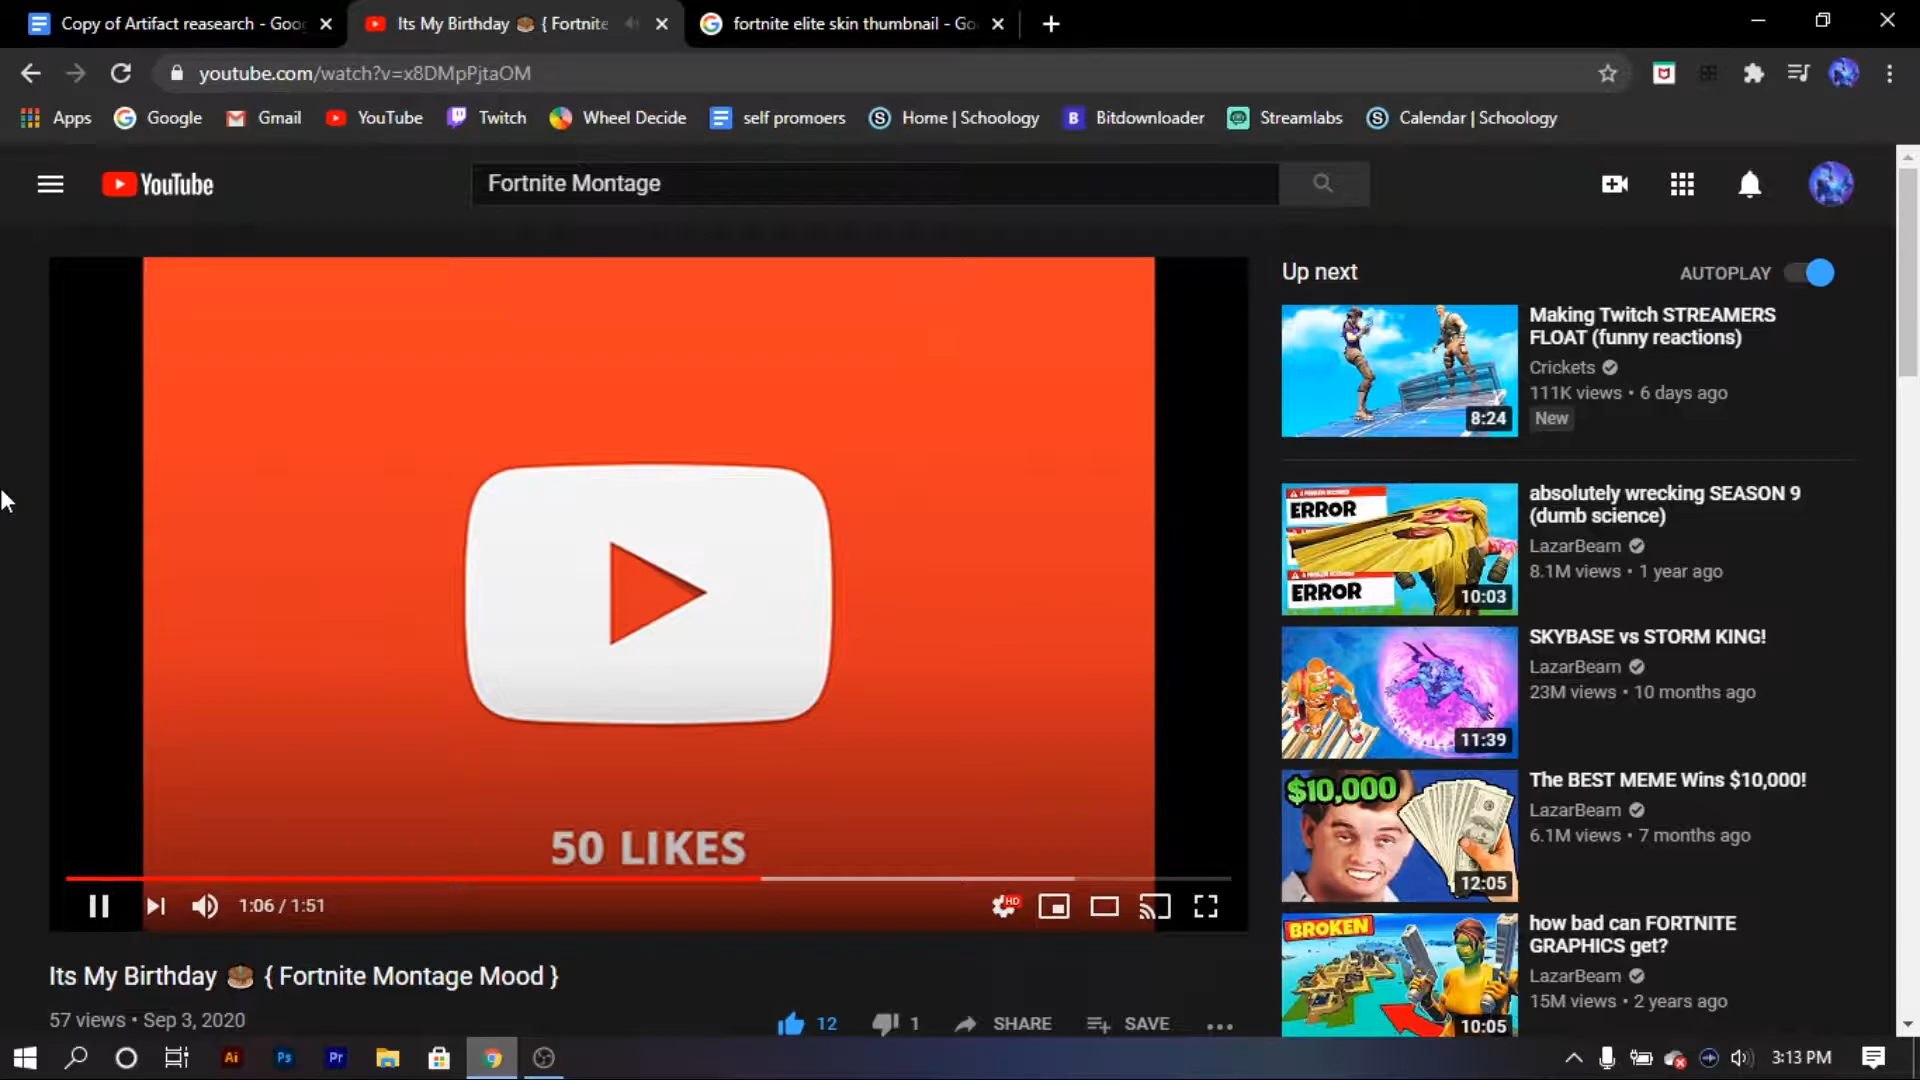 Copy of Artifact reasearch - Goo
Its My Birthday { Fortnite
fortnite elite skin thumbnail - Go
youtube.com/watch?v=x8DMpPjtaOM
Apps
Google
Gmail
YouTube
Twitch
Wheel Decide
self promoers
Home | Schoology
Bitdownloader
Streamlabs
Calendar | Schoology
YouTube
Fortnite Montage
50 LIKES
1:06 / 1:51
HD
Its My Birthday 🎂 { Fortnite Montage Mood }
57 views • Sep 3, 2020
12
1
SHARE
SAVE
Up next
AUTOPLAY
8:24
Making Twitch STREAMERS
FLOAT (funny reactions)
Crickets
111K views • 6 days ago
New
ERROR
ERROR
10:03
absolutely wrecking SEASON 9
(dumb science)
LazarBeam
8.1M views • 1 year ago
11:39
SKYBASE vs STORM KING!
LazarBeam
23M views • 10 months ago
$10,000
12:05
The BEST MEME Wins $10,000!
LazarBeam
6.1M views • 7 months ago
BROKEN
10:05
how bad can FORTNITE
GRAPHICS get?
LazarBeam
15M views • 2 years ago
Ai
Ps
Pr
3:13 PM